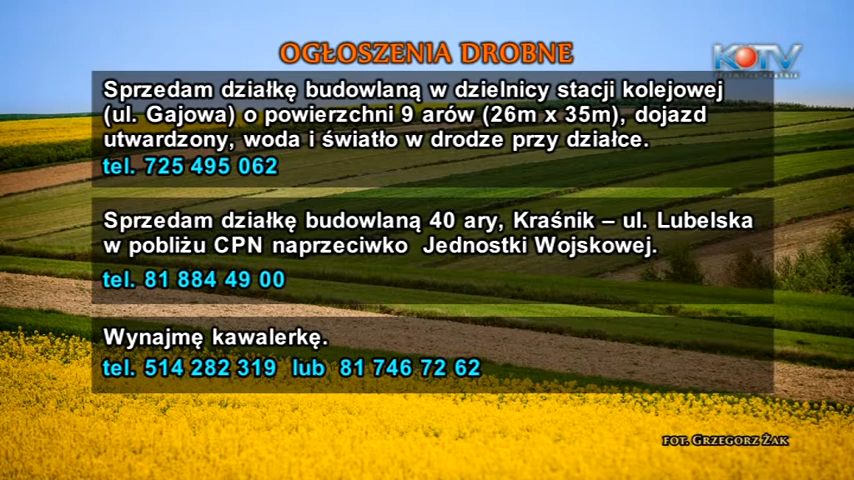 OGŁOSZENIA DROBNE
KOTV
Sprzedam działkę budowlaną w dzielnicy stacji kolejowej
(ul. Gajowa) o powierzchni 9 arów (26m x 35m), dojazd
utwardzony, woda i światło w drodze przy działce.
tel. 725 495 062
Sprzedam działkę budowlaną 40 ary, Kraśnik – ul. Lubelska
w pobliżu CPN naprzeciwko Jednostki Wojskowej.
tel. 81 884 49 00
Wynajmę kawalerkę.
tel. 514 282 319 lub 81 746 72 62
FOT. GRZEGORZ ŻAK